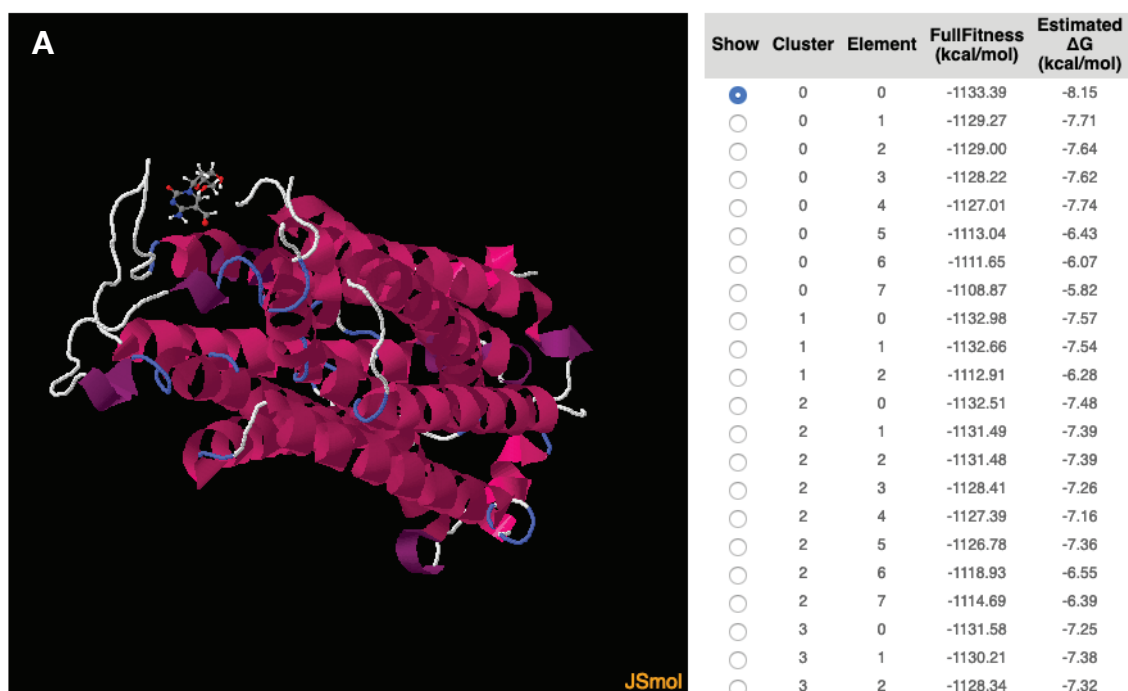 A
JSmol
Show Cluster Element FullFitness (kcal/mol) Estimated ΔG (kcal/mol)
0 0 -1133.39 -8.15
0 1 -1129.27 -7.71
0 2 -1129.00 -7.64
0 3 -1128.22 -7.62
0 4 -1127.01 -7.74
0 5 -1113.04 -6.43
0 6 -1111.65 -6.07
0 7 -1108.87 -5.82
1 0 -1132.98 -7.57
1 1 -1132.66 -7.54
1 2 -1112.91 -6.28
2 0 -1132.51 -7.48
2 1 -1131.49 -7.39
2 2 -1131.48 -7.39
2 3 -1128.41 -7.26
2 4 -1127.39 -7.16
2 5 -1126.78 -7.36
2 6 -1118.93 -6.55
2 7 -1114.69 -6.39
3 0 -1131.58 -7.25
3 1 -1130.21 -7.38
3 2 -1128.34 -7.32